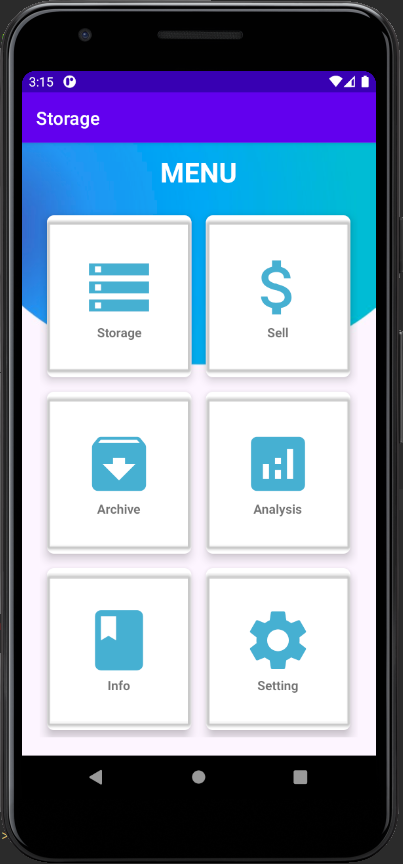 3:15
Storage
MENU
Storage
Sell
Archive
Analysis
Info
Setting